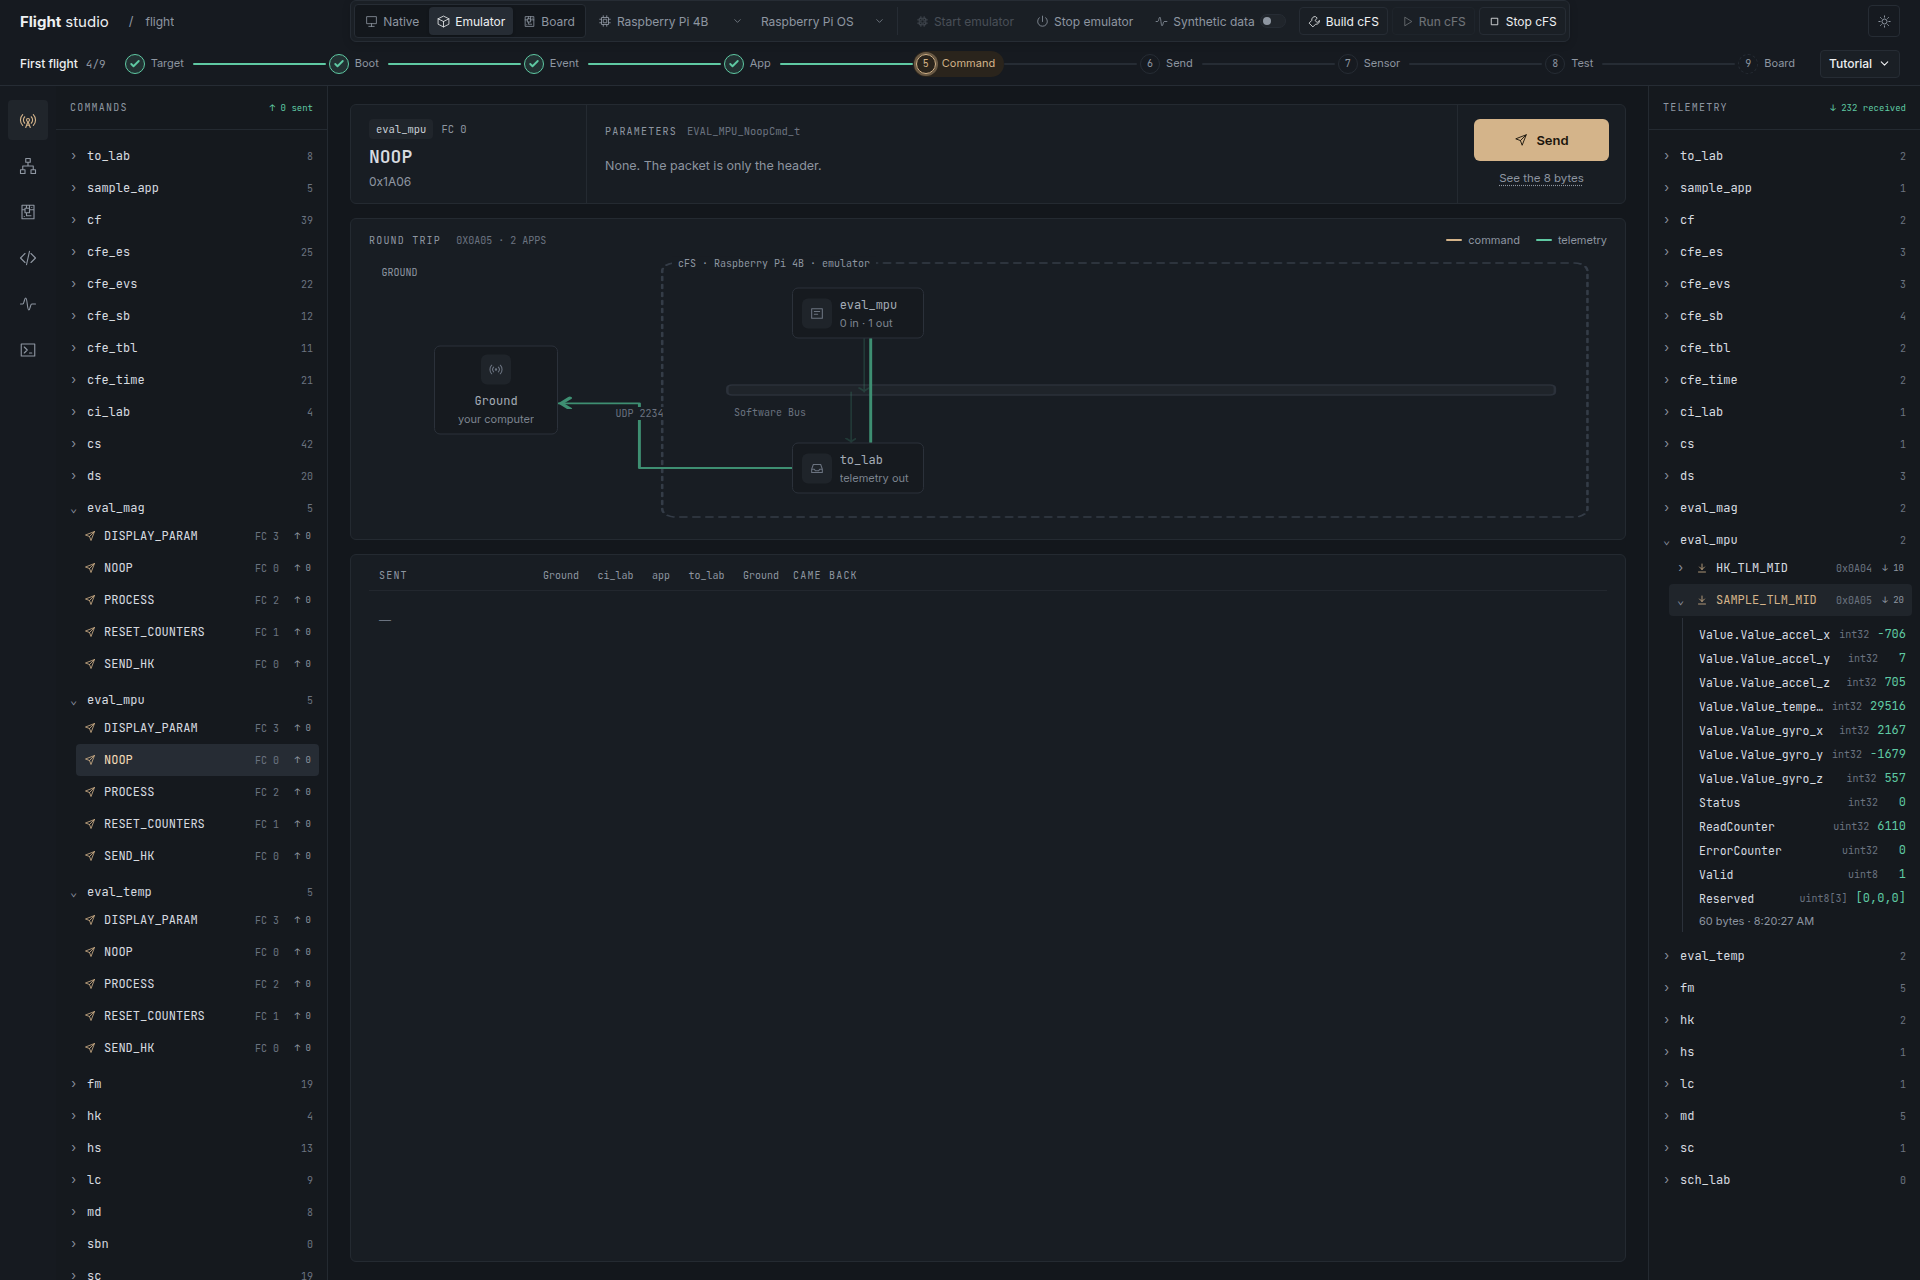 Flight studio / flight
Native Emulator Board Raspberry Pi 4B Raspberry Pi OS Start emulator Stop emulator Synthetic data Build cFS Run cFS Stop cFS
First flight 4/9 Target Boot Event App 5 Command 6 Send 7 Sensor 8 Test 9 Board Tutorial
COMMANDS ↑ 0 sent
to_lab 8
sample_app 5
cf 39
cfe_es 25
cfe_evs 22
cfe_sb 12
cfe_tbl 11
cfe_time 21
ci_lab 4
cs 42
ds 20
eval_mag 5
DISPLAY_PARAM FC 3 ↑ 0
NOOP FC 0 ↑ 0
PROCESS FC 2 ↑ 0
RESET_COUNTERS FC 1 ↑ 0
SEND_HK FC 0 ↑ 0
eval_mpu 5
DISPLAY_PARAM FC 3 ↑ 0
NOOP FC 0 ↑ 0
PROCESS FC 2 ↑ 0
RESET_COUNTERS FC 1 ↑ 0
SEND_HK FC 0 ↑ 0
eval_temp 5
DISPLAY_PARAM FC 3 ↑ 0
NOOP FC 0 ↑ 0
PROCESS FC 2 ↑ 0
RESET_COUNTERS FC 1 ↑ 0
SEND_HK FC 0 ↑ 0
fm 19
hk 4
hs 13
lc 9
md 8
sbn 0
sc 19
eval_mpu FC 0
NOOP
0x1A06
PARAMETERS EVAL_MPU_NoopCmd_t
None. The packet is only the header.
Send
See the 8 bytes
ROUND TRIP 0X0A05 · 2 APPS
command telemetry
GROUND
cFS · Raspberry Pi 4B · emulator
eval_mpu
0 in · 1 out
Ground
your computer
UDP 2234
Software Bus
to_lab
telemetry out
SENT Ground ci_lab app to_lab Ground CAME BACK
—
TELEMETRY ↓ 232 received
to_lab 2
sample_app 1
cf 2
cfe_es 3
cfe_evs 3
cfe_sb 4
cfe_tbl 2
cfe_time 2
ci_lab 1
cs 1
ds 3
eval_mag 2
eval_mpu 2
HK_TLM_MID 0x0A04 ↓ 10
SAMPLE_TLM_MID 0x0A05 ↓ 20
Value.Value_accel_x int32 -706
Value.Value_accel_y int32 7
Value.Value_accel_z int32 705
Value.Value_tempe… int32 29516
Value.Value_gyro_x int32 2167
Value.Value_gyro_y int32 -1679
Value.Value_gyro_z int32 557
Status int32 0
ReadCounter uint32 6110
ErrorCounter uint32 0
Valid uint8 1
Reserved uint8[3] [0,0,0]
60 bytes · 8:20:27 AM
eval_temp 2
fm 5
hk 2
hs 1
lc 1
md 5
sc 1
sch_lab 0